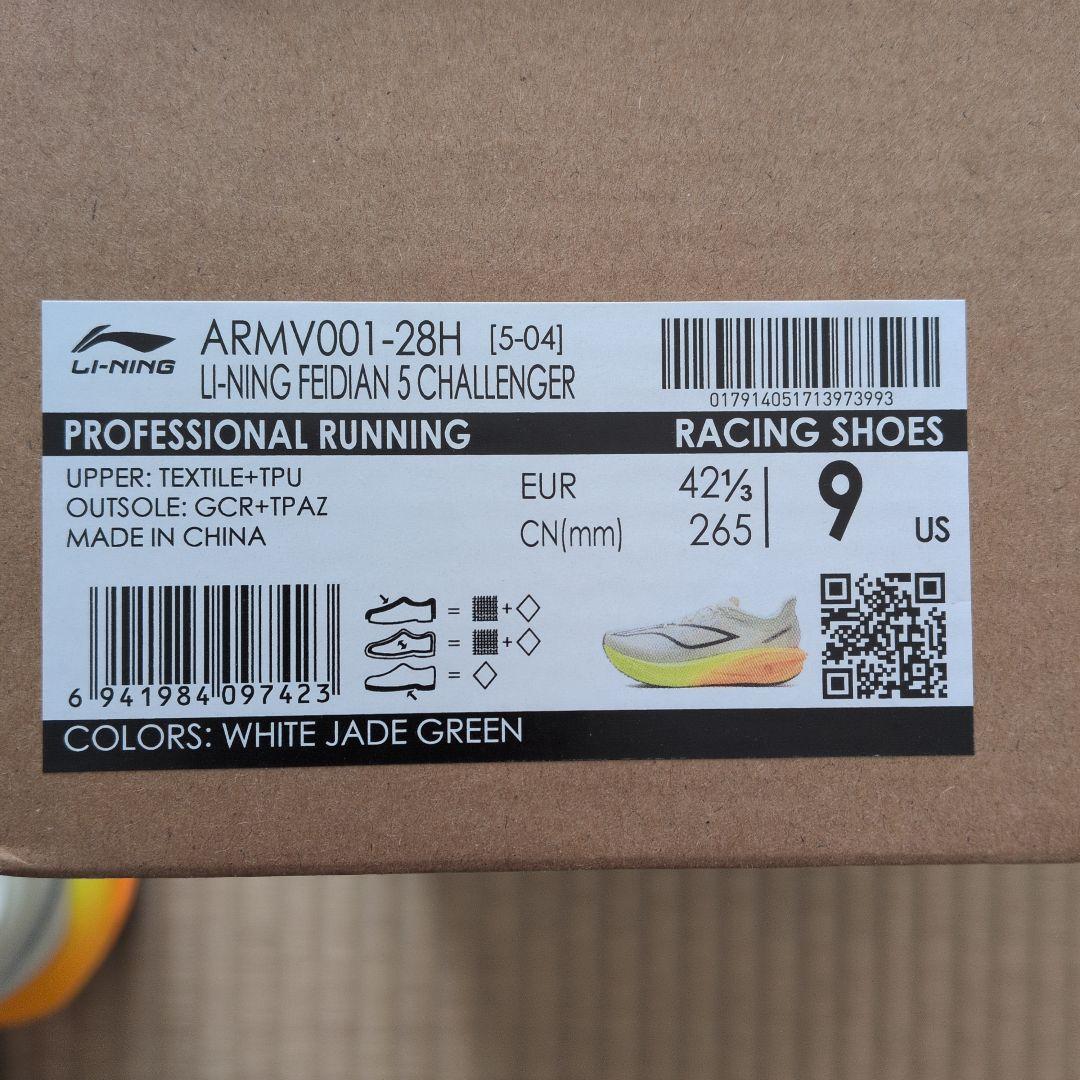 LI-NING
ARMV001-28H [5-04]
LI-NING FEIDIAN 5 CHALLENGER
017914051713973993
PROFESSIONAL RUNNING RACING SHOES
UPPER: TEXTILE+TPU
OUTSOLE: GCR+TPAZ
MADE IN CHINA
EUR 42⅓
CN(mm) 265
9 US
= +
= +
=
6 941984 097423
COLORS: WHITE JADE GREEN